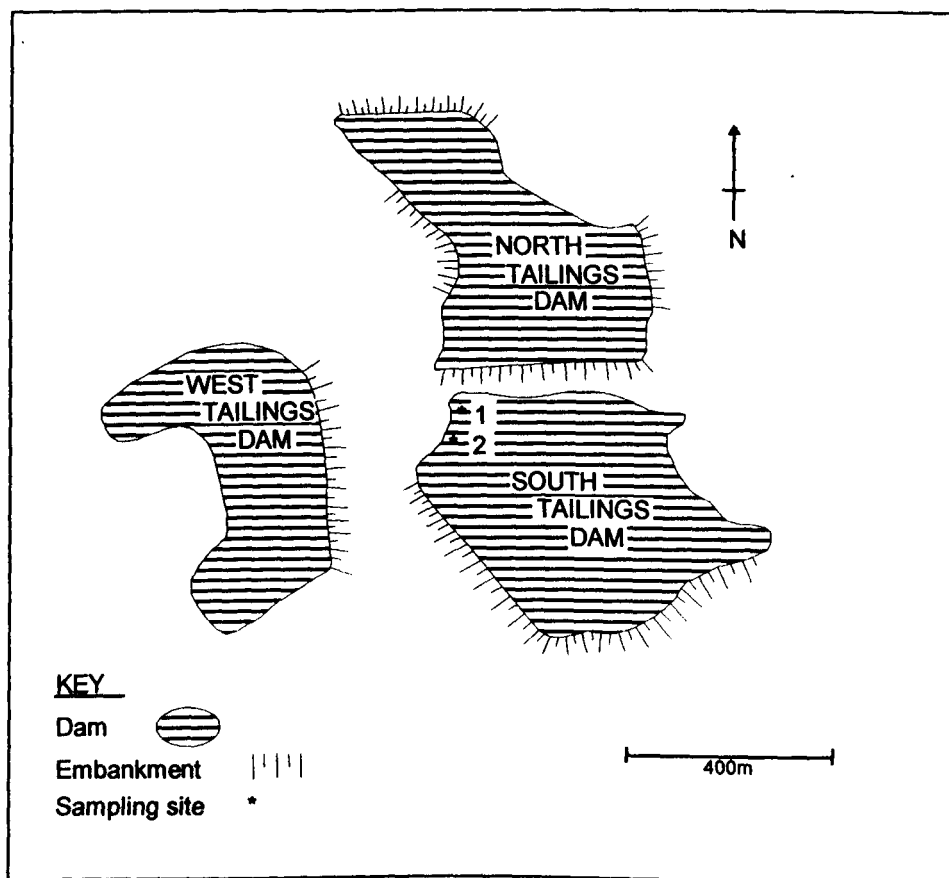 N
NORTH
TAILINGS
DAM
WEST
TAILINGS
DAM
* 1
* 2
SOUTH
TAILINGS
DAM
KEY
Dam
Embankment
Sampling site *
400m